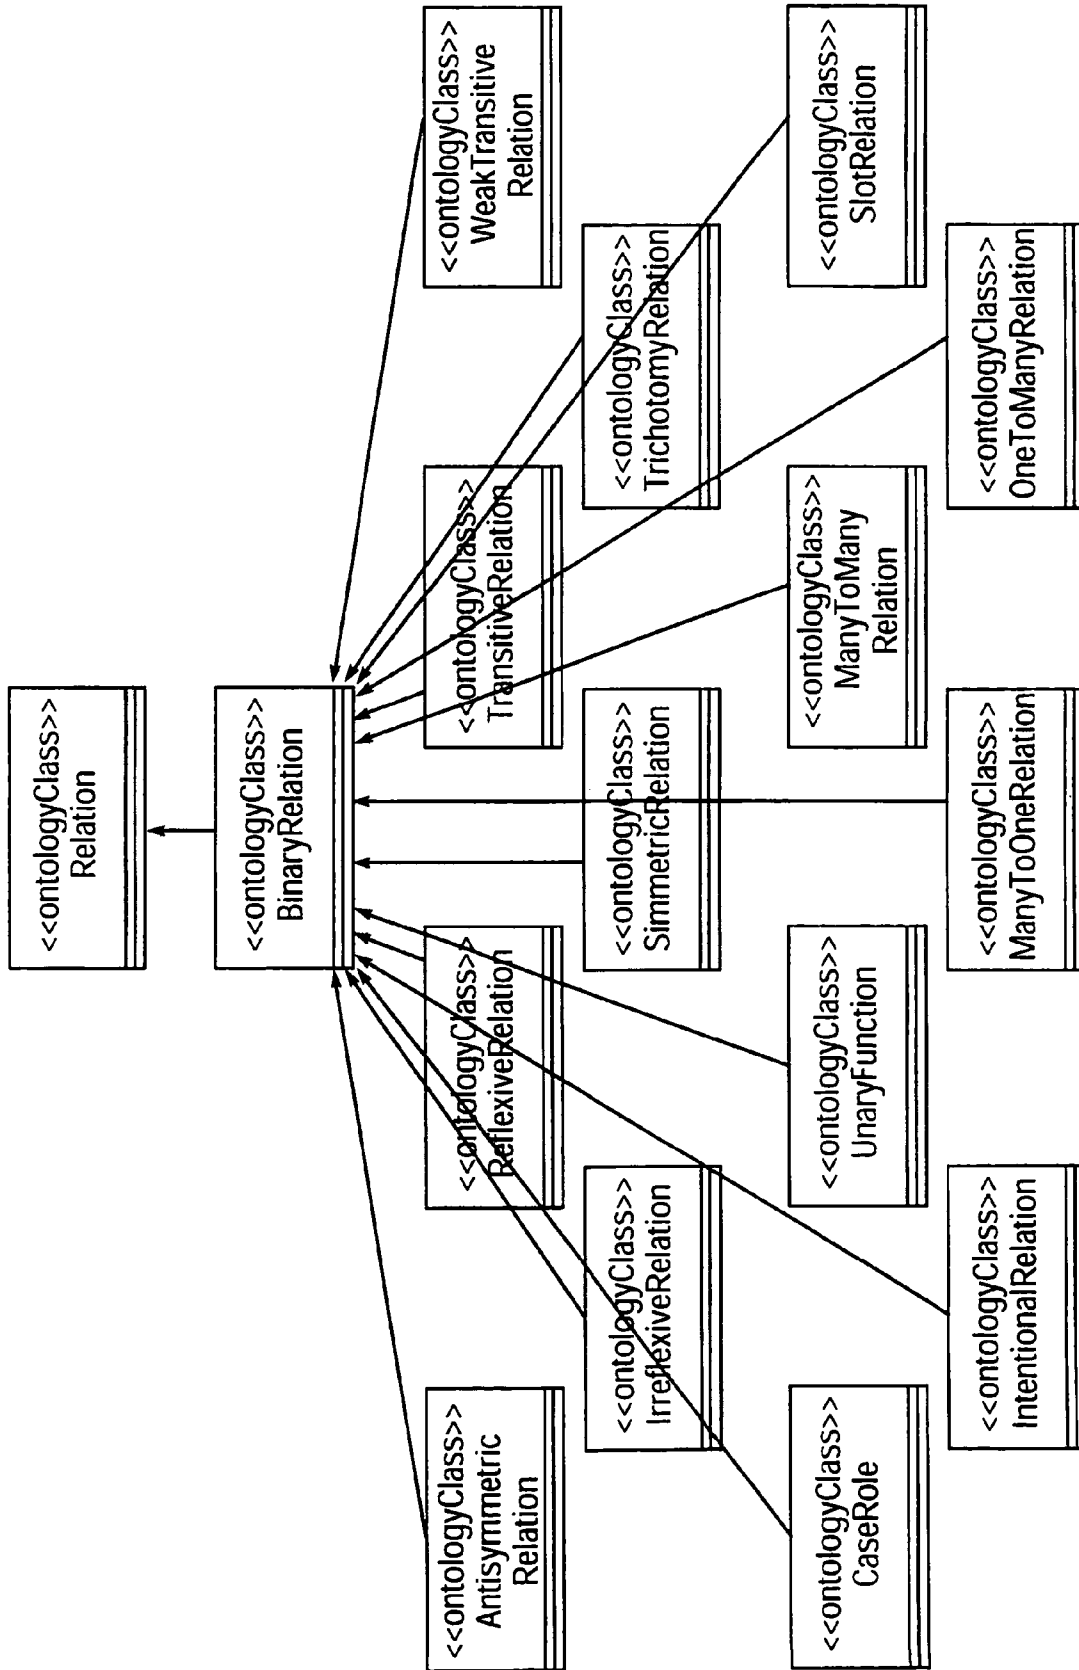 <<ontologyClass>>
Relation
<<ontologyClass>>
BinaryRelation
<<ontologyClass>>
Antisymmetric
Relation
<<ontologyClass>>
ReflexiveRelation
<<ontologyClass>>
TransitiveRelation
<<ontologyClass>>
WeakTransitive
Relation
<<ontologyClass>>
IrreflexiveRelation
<<ontologyClass>>
SimmetricRelation
<<ontologyClass>>
TrichotomyRelation
<<ontologyClass>>
CaseRole
<<ontologyClass>>
UnaryFunction
<<ontologyClass>>
ManyToMany
Relation
<<ontologyClass>>
SlotRelation
<<ontologyClass>>
IntentionalRelation
<<ontologyClass>>
ManyToOneRelation
<<ontologyClass>>
OneToManyRelation